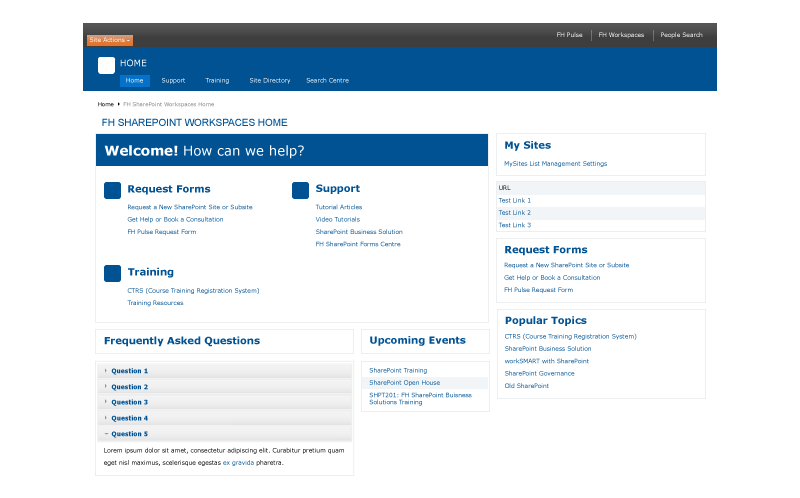 Site Actions
FH Pulse
FH Workspaces
People Search
HOME
Home
Support
Training
Site Directory
Search Centre
Home
FH SharePoint Workspaces Home
FH SHAREPOINT WORKSPACES HOME
Welcome! How can we help?
Request Forms
Request a New SharePoint Site or Subsite
Get Help or Book a Consultation
FH Pulse Request Form
Support
Tutorial Articles
Video Tutorials
SharePoint Business Solution
FH SharePoint Forms Centre
Training
CTRS (Course Training Registration System)
Training Resources
Frequently Asked Questions
Question 1
Question 2
Question 3
Question 4
Question 5
Lorem ipsum dolor sit amet, consectetur adipiscing elit. Curabitur pretium quam
eget nisl maximus, scelerisque egestas ex gravida pharetra.
Upcoming Events
SharePoint Training
SharePoint Open House
SHPT201: FH SharePoint Buisness
Solutions Training
My Sites
MySites List Management Settings
URL
Test Link 1
Test Link 2
Test Link 3
Request Forms
Request a New SharePoint Site or Subsite
Get Help or Book a Consultation
FH Pulse Request Form
Popular Topics
CTRS (Course Training Registration System)
SharePoint Business Solution
workSMART with SharePoint
SharePoint Governance
Old SharePoint